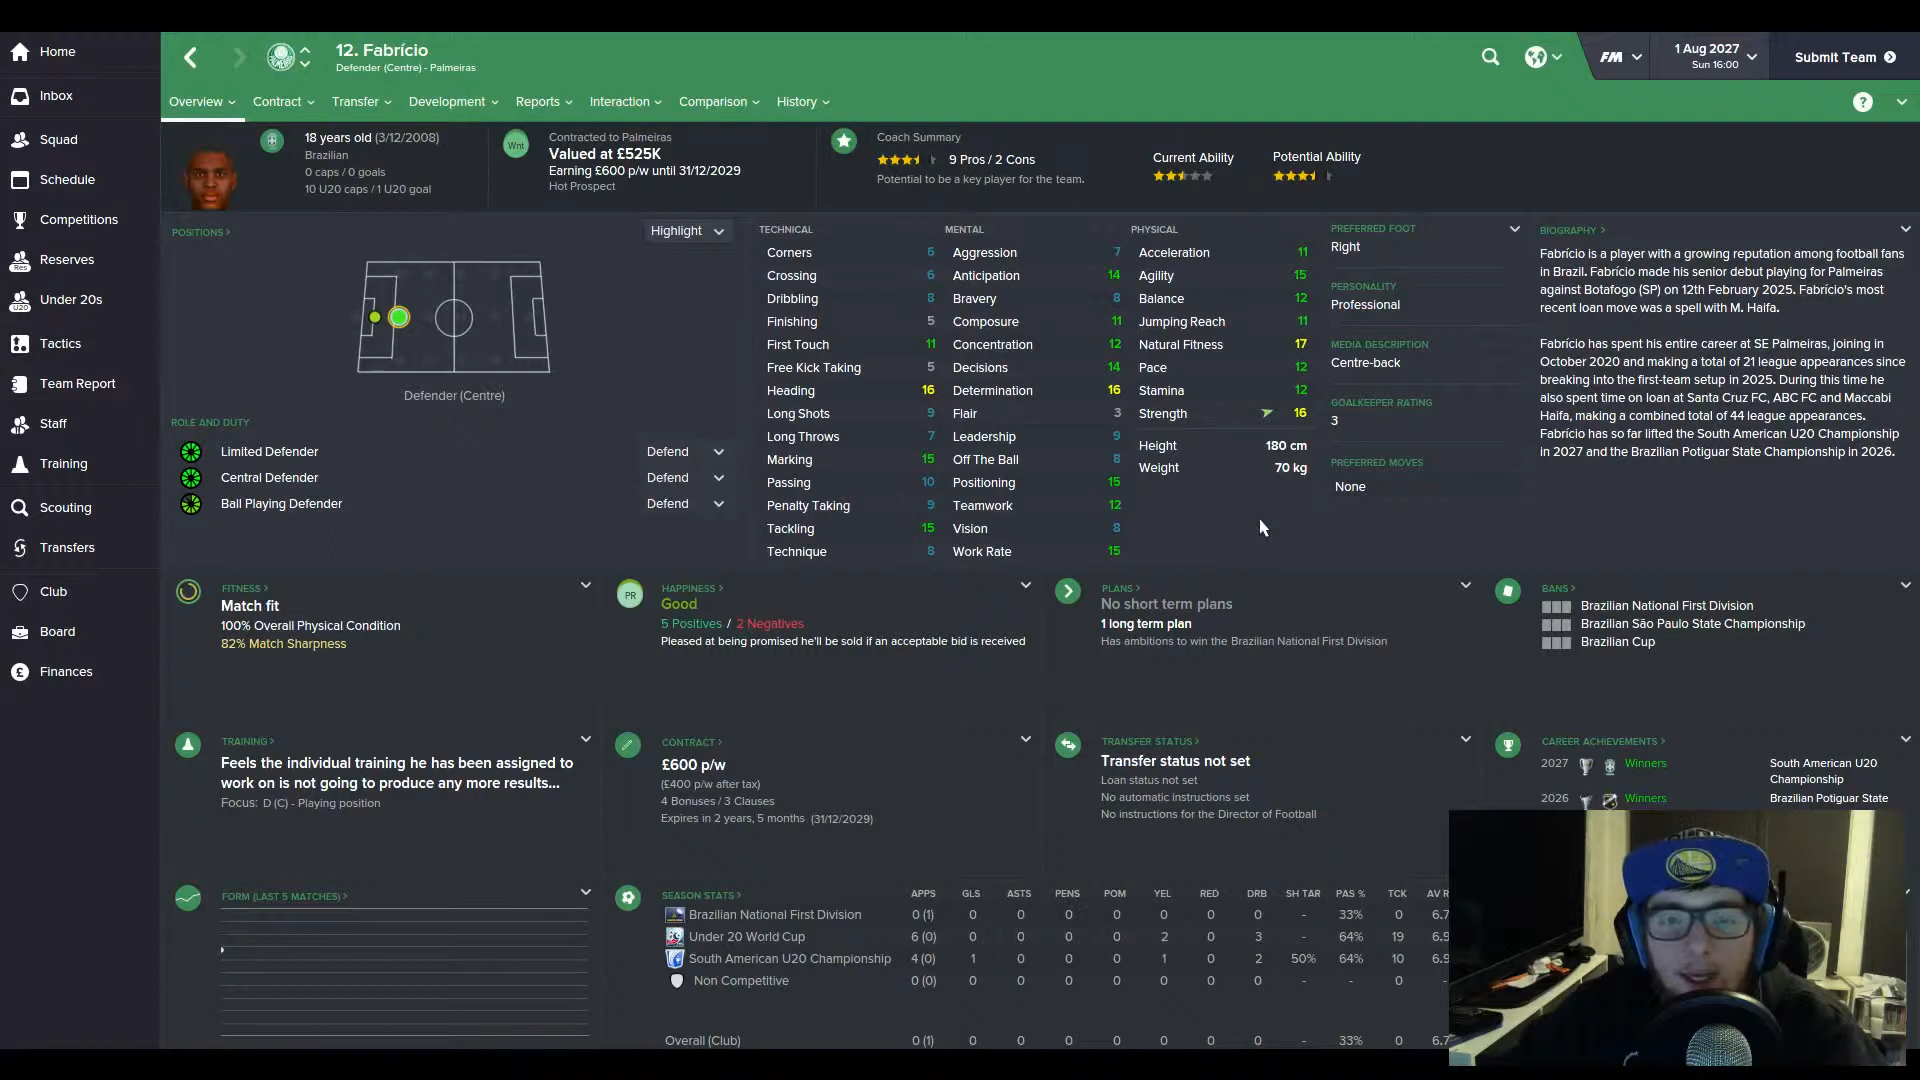 Home
Inbox
Squad
Schedule
Competitions
Reserves
Under 20s
Tactics
Team Report
Staff
Training
Scouting
Transfers
Club
Board
Finances
12. Fabrício
Defender (Centre) - Palmeiras
FM
1 Aug 2027
Sun 16:00
Submit Team
Overview Contract Transfer Development Reports Interaction Comparison History
?
18 years old (3/12/2008)
Brazilian
0 caps / 0 goals
10 U20 caps / 1 U20 goal
Wnt
Contracted to Palmeiras
Valued at £525K
Earning £600 p/w until 31/12/2029
Hot Prospect
Coach Summary
9 Pros / 2 Cons
Potential to be a key player for the team.
Current Ability
Potential Ability
POSITIONS >
Highlight
Defender (Centre)
ROLE AND DUTY
Limited Defender Defend
Central Defender Defend
Ball Playing Defender Defend
TECHNICAL
Corners 6
Crossing 6
Dribbling 8
Finishing 5
First Touch 11
Free Kick Taking 5
Heading 16
Long Shots 9
Long Throws 7
Marking 15
Passing 10
Penalty Taking 9
Tackling 15
Technique 8
MENTAL
Aggression 7
Anticipation 14
Bravery 8
Composure 11
Concentration 12
Decisions 14
Determination 16
Flair 3
Leadership 9
Off The Ball 8
Positioning 15
Teamwork 12
Vision 8
Work Rate 15
PHYSICAL
Acceleration 11
Agility 15
Balance 12
Jumping Reach 11
Natural Fitness 17
Pace 12
Stamina 12
Strength 16
Height 180 cm
Weight 70 kg
PREFERRED FOOT
Right
PERSONALITY
Professional
MEDIA DESCRIPTION
Centre-back
GOALKEEPER RATING
3
PREFERRED MOVES
None
BIOGRAPHY >
Fabrício is a player with a growing reputation among football fans
in Brazil. Fabrício made his senior debut playing for Palmeiras
against Botafogo (SP) on 12th February 2025. Fabrício's most
recent loan move was a spell with M. Haifa.
Fabrício has spent his entire career at SE Palmeiras, joining in
October 2020 and making a total of 21 league appearances since
breaking into the first-team setup in 2025. During this time he
also spent time on loan at Santa Cruz FC, ABC FC and Maccabi
Haifa, making a combined total of 44 league appearances.
Fabrício has so far lifted the South American U20 Championship
in 2027 and the Brazilian Potiguar State Championship in 2026.
FITNESS >
Match fit
100% Overall Physical Condition
82% Match Sharpness
PR
HAPPINESS >
Good
5 Positives / 2 Negatives
Pleased at being promised he'll be sold if an acceptable bid is received
PLANS >
No short term plans
1 long term plan
Has ambitions to win the Brazilian National First Division
BANS >
Brazilian National First Division
Brazilian São Paulo State Championship
Brazilian Cup
TRAINING >
Feels the individual training he has been assigned to
work on is not going to produce any more results...
Focus: D (C) - Playing position
CONTRACT >
£600 p/w
(£400 p/w after tax)
4 Bonuses / 3 Clauses
Expires in 2 years, 5 months (31/12/2029)
TRANSFER STATUS >
Transfer status not set
Loan status not set
No automatic instructions set
No instructions for the Director of Football
CAREER ACHIEVEMENTS >
2027 Winners South American U20
Championship
2026 Winners Brazilian Potiguar State
FORM (LAST 5 MATCHES) >
SEASON STATS > APPS GLS ASTS PENS POM YEL RED DRB SH TAR PAS % TCK AV R
Brazilian National First Division 0 (1) 0 0 0 0 0 0 0 - 33% 0 6.7
Under 20 World Cup 6 (0) 0 0 0 0 2 0 3 - 64% 19 6.9
South American U20 Championship 4 (0) 1 0 0 0 1 0 2 50% 64% 10 6.9
Non Competitive 0 (0) 0 0 0 0 0 0 0 - - 0 -
Overall (Club) 0 (1) 0 0 0 0 0 0 0 - 33% 0 6.7